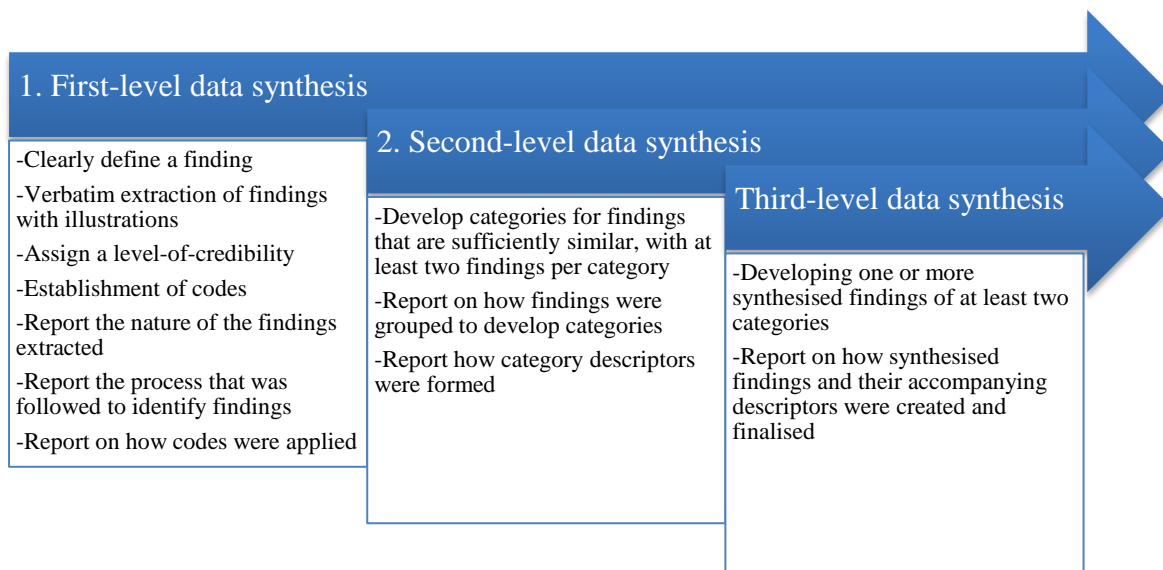 1. First-level data synthesis
-Clearly define a finding
-Verbatim extraction of findings
with illustrations
-Assign a level-of-credibility
-Establishment of codes
-Report the nature of the findings
extracted
-Report the process that was
followed to identify findings
-Report on how codes were applied
2. Second-level data synthesis
-Develop categories for findings
that are sufficiently similar, with at
least two findings per category
-Report on how findings were
grouped to develop categories
-Report how category descriptors
were formed
Third-level data synthesis
-Developing one or more
synthesised findings of at least two
categories
-Report on how synthesised
findings and their accompanying
descriptors were created and
finalised